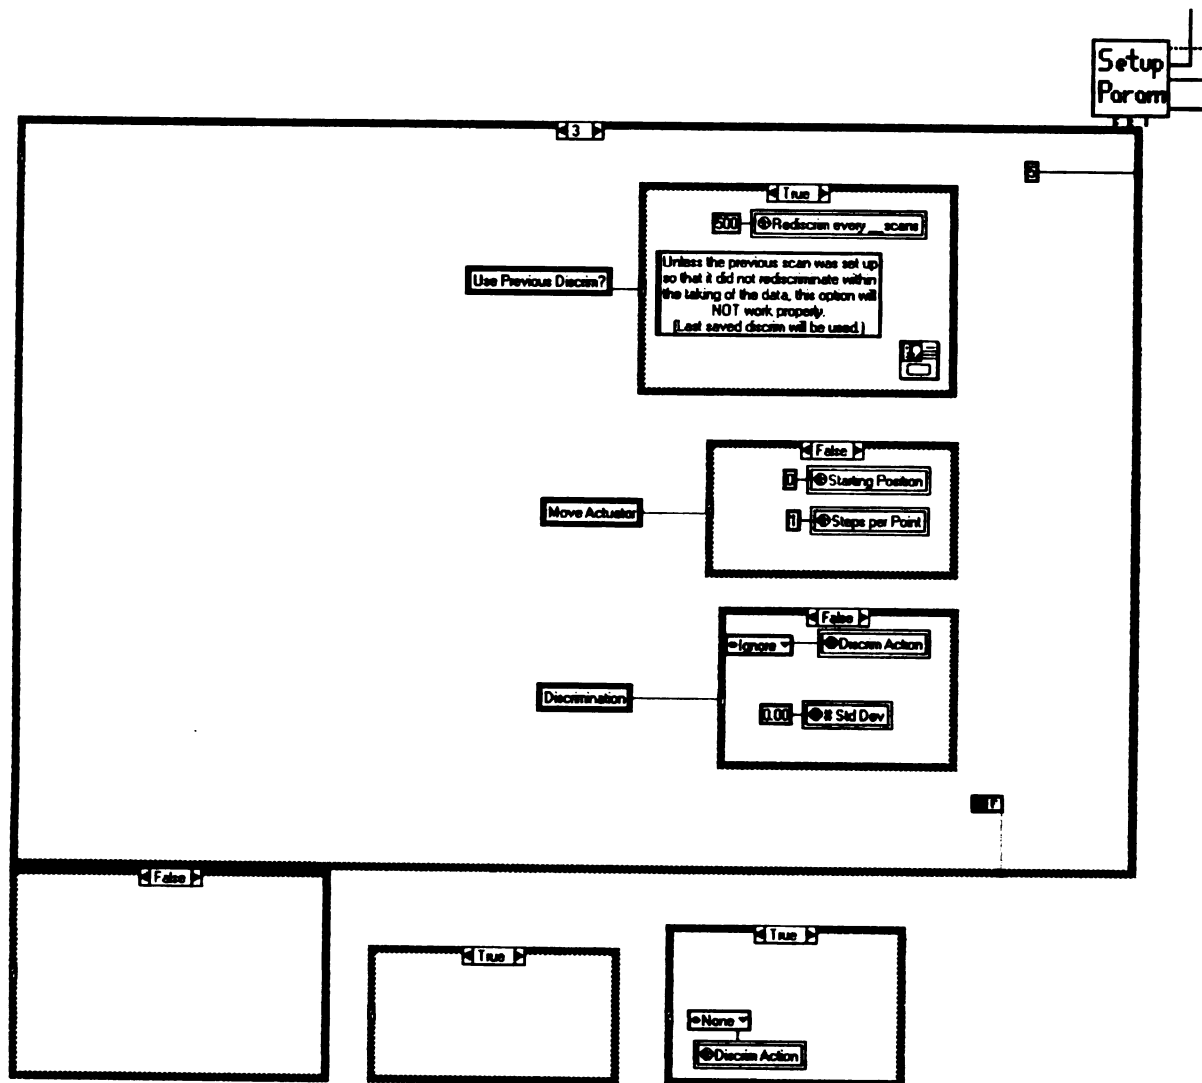 Setup
Param
3
True
500
Rediscrim every __ scans
Use Previous Discrim?
Unless the previous scan was set up
so that it did not rediscriminate within
the taking of the data, this option will
NOT work properly.
(Last saved discrim will be used.)
False
0
Starting Position
Move Actuator
1
Steps per Point
False
Ignore
Discrim Action
Discrimination
0.00
# Std Dev
F
False
True
True
None
Discrim Action